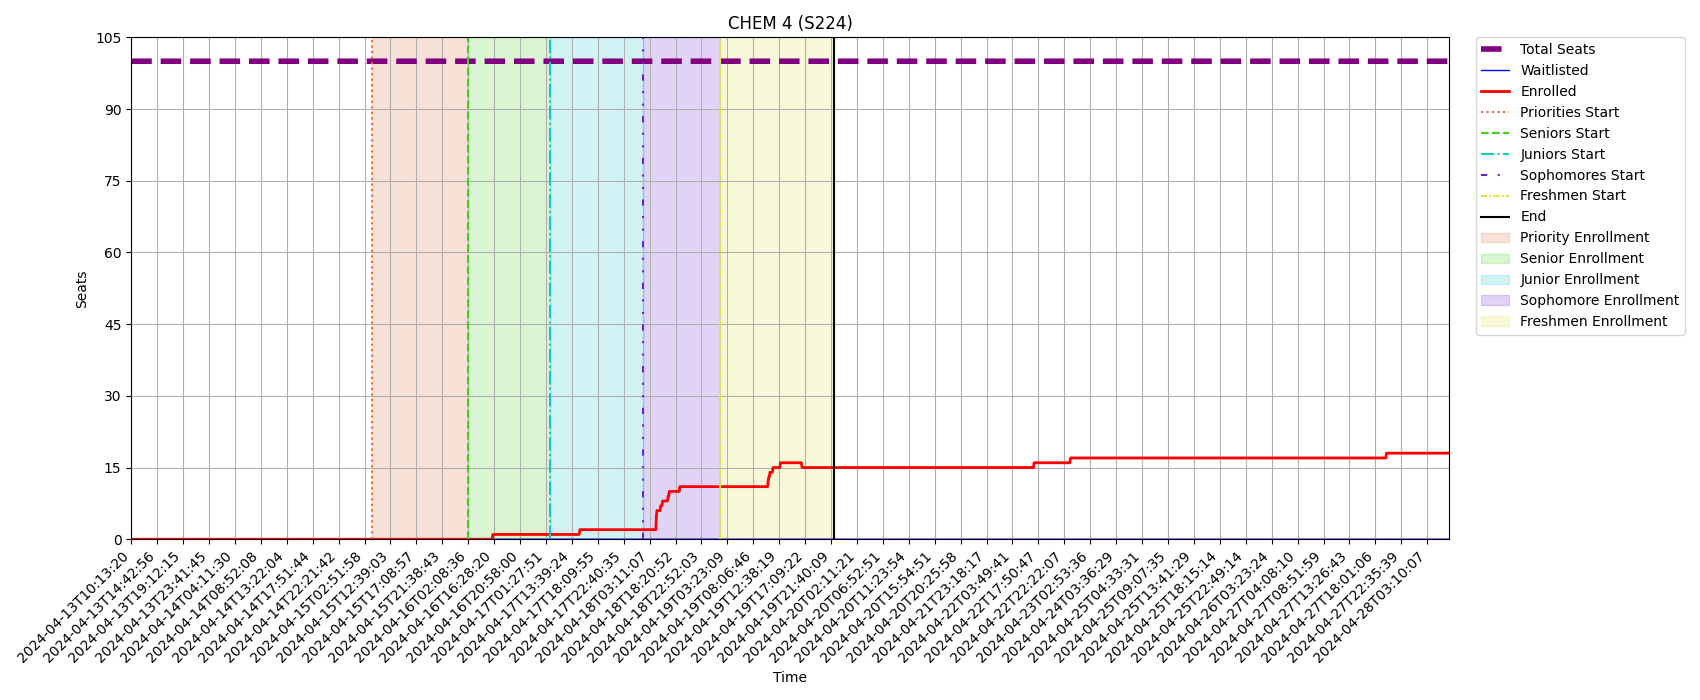 CHEM 4 (S224)
105
90
75
60
45
30
15
0
Seats
2024-04-13T10:13:20
2024-04-13T14:42:56
2024-04-13T19:12:15
2024-04-13T23:41:45
2024-04-14T04:11:30
2024-04-14T08:52:08
2024-04-14T13:22:04
2024-04-14T17:51:44
2024-04-14T22:21:42
2024-04-15T02:51:58
2024-04-15T12:39:03
2024-04-15T17:08:57
2024-04-15T21:38:43
2024-04-16T02:08:36
2024-04-16T16:28:20
2024-04-16T20:58:00
2024-04-17T01:27:51
2024-04-17T13:39:24
2024-04-17T18:09:55
2024-04-17T22:40:35
2024-04-18T03:11:07
2024-04-18T18:20:52
2024-04-18T22:52:03
2024-04-19T03:23:09
2024-04-19T08:06:46
2024-04-19T12:38:19
2024-04-19T17:09:22
2024-04-19T21:40:09
2024-04-20T02:11:21
2024-04-20T06:52:51
2024-04-20T11:23:54
2024-04-20T15:54:51
2024-04-20T20:25:58
2024-04-21T23:18:17
2024-04-22T03:49:41
2024-04-22T17:50:47
2024-04-22T22:22:07
2024-04-23T02:53:36
2024-04-24T03:36:29
2024-04-25T04:33:31
2024-04-25T09:07:35
2024-04-25T13:41:29
2024-04-25T18:15:14
2024-04-25T22:49:14
2024-04-26T03:23:24
2024-04-27T04:08:10
2024-04-27T08:51:59
2024-04-27T13:26:43
2024-04-27T18:01:06
2024-04-27T22:35:39
2024-04-28T03:10:07
Time
Total Seats
Waitlisted
Enrolled
Priorities Start
Seniors Start
Juniors Start
Sophomores Start
Freshmen Start
End
Priority Enrollment
Senior Enrollment
Junior Enrollment
Sophomore Enrollment
Freshmen Enrollment